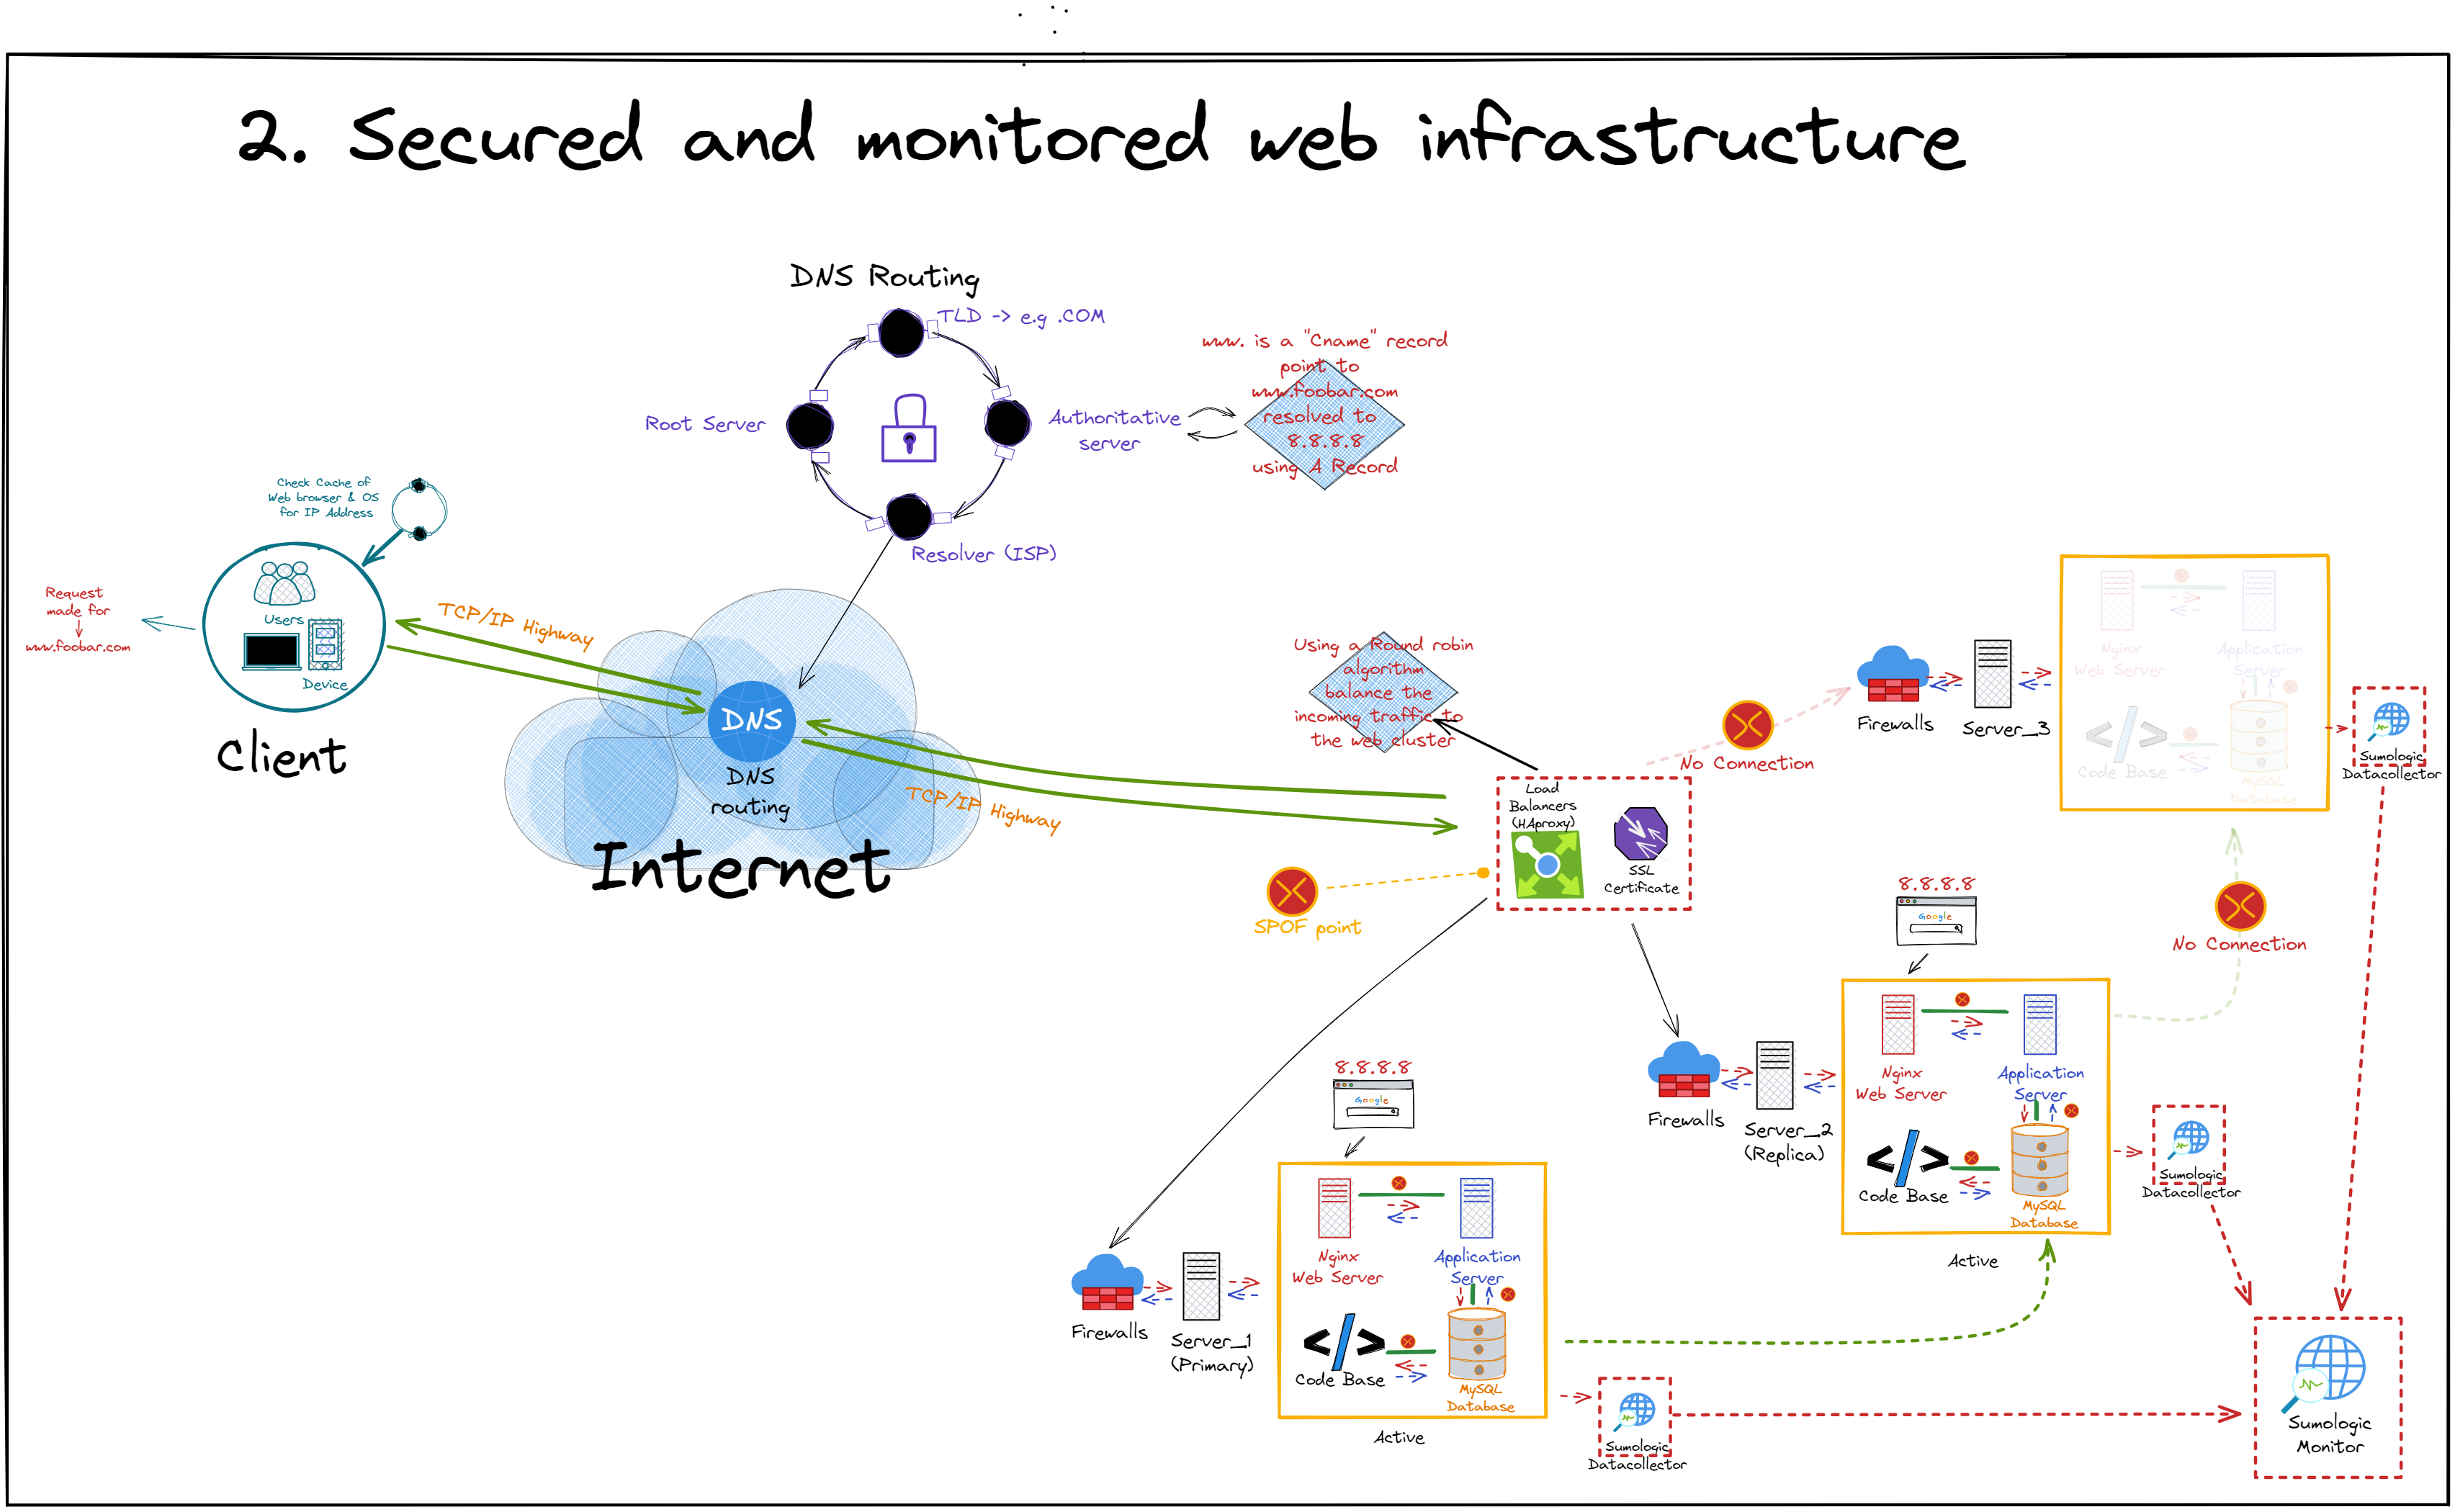 2. Secured and monitored web infrastructure
DNS Routing
TLD -> e.g .COM
Root Server
Authoritative
server
Resolver (ISP)
www. is a "Cname" record
point to
www.foobar.com
resolved to
8.8.8.8
using A Record
Check Cache of
Web browser & OS
for IP Address
Request
made for
www.foobar.com
Users
Device
Client
TCP/IP Highway
DNS
DNS
routing
Internet
TCP/IP Highway
Using a Round robin
algorithm
balance the
incoming traffic to
the web cluster
Load
Balancers
(HAproxy)
SSL
Certificate
SPOF point
No Connection
Firewalls
Server_3
Nginx
Web Server
Application
Server
</>
Code Base
MySQL
Database
Sumologic
Datacollector
No Connection
8.8.8.8
Google
Firewalls
Server_2
(Replica)
Nginx
Web Server
Application
Server
</>
Code Base
MySQL
Database
Active
Sumologic
Datacollector
8.8.8.8
Google
Firewalls
Server_1
(Primary)
Nginx
Web Server
Application
Server
</>
Code Base
MySQL
Database
Active
Sumologic
Datacollector
Sumologic
Monitor